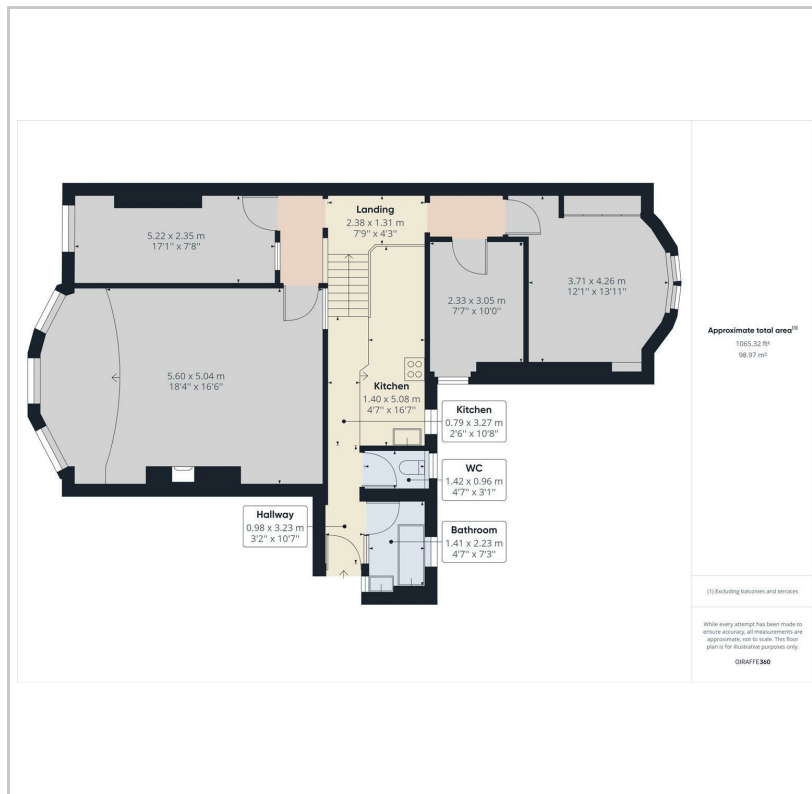 Landing
2.38 x 1.31 m
7'9" x 4'3"
5.22 x 2.35 m
17'1" x 7'8"
3.71 x 4.26 m
12'1" x 13'11"
2.33 x 3.05 m
7'7" x 10'0"
5.60 x 5.04 m
18'4" x 16'6"
Kitchen
1.40 x 5.08 m
4'7" x 16'7"
Kitchen
0.79 x 3.27 m
2'6" x 10'8"
WC
1.42 x 0.96 m
4'7" x 3'1"
Hallway
0.98 x 3.23 m
3'2" x 10'7"
Bathroom
1.41 x 2.23 m
4'7" x 7'3"
Approximate total area(1)
1065.32 ft²
98.97 m²
(1) Excluding balconies and terraces
While every attempt has been made to
ensure accuracy, all measurements are
approximate, not to scale. This floor
plan is for illustrative purposes only.
GIRAFFE360